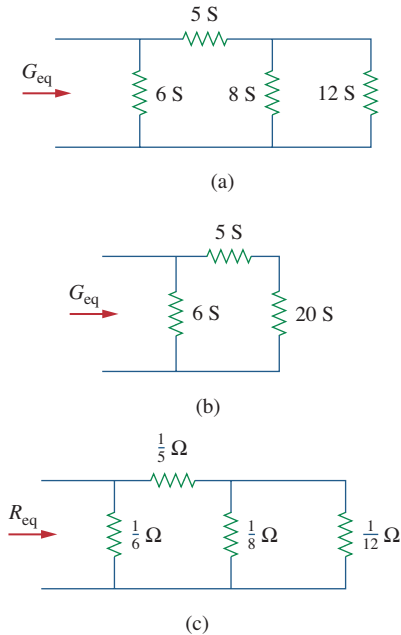 5 S
G_eq
6 S 8 S 12 S
(a)
5 S
G_eq
6 S 20 S
(b)
1/5 Ω
R_eq
1/6 Ω 1/8 Ω 1/12 Ω
(c)